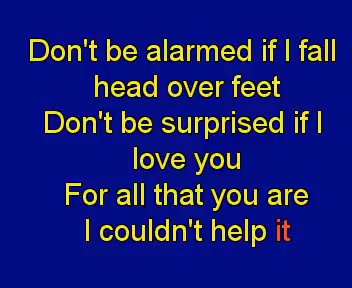 Don't be alarmed if I fall
head over feet
Don't be surprised if I
love you
For all that you are
I couldn't help it